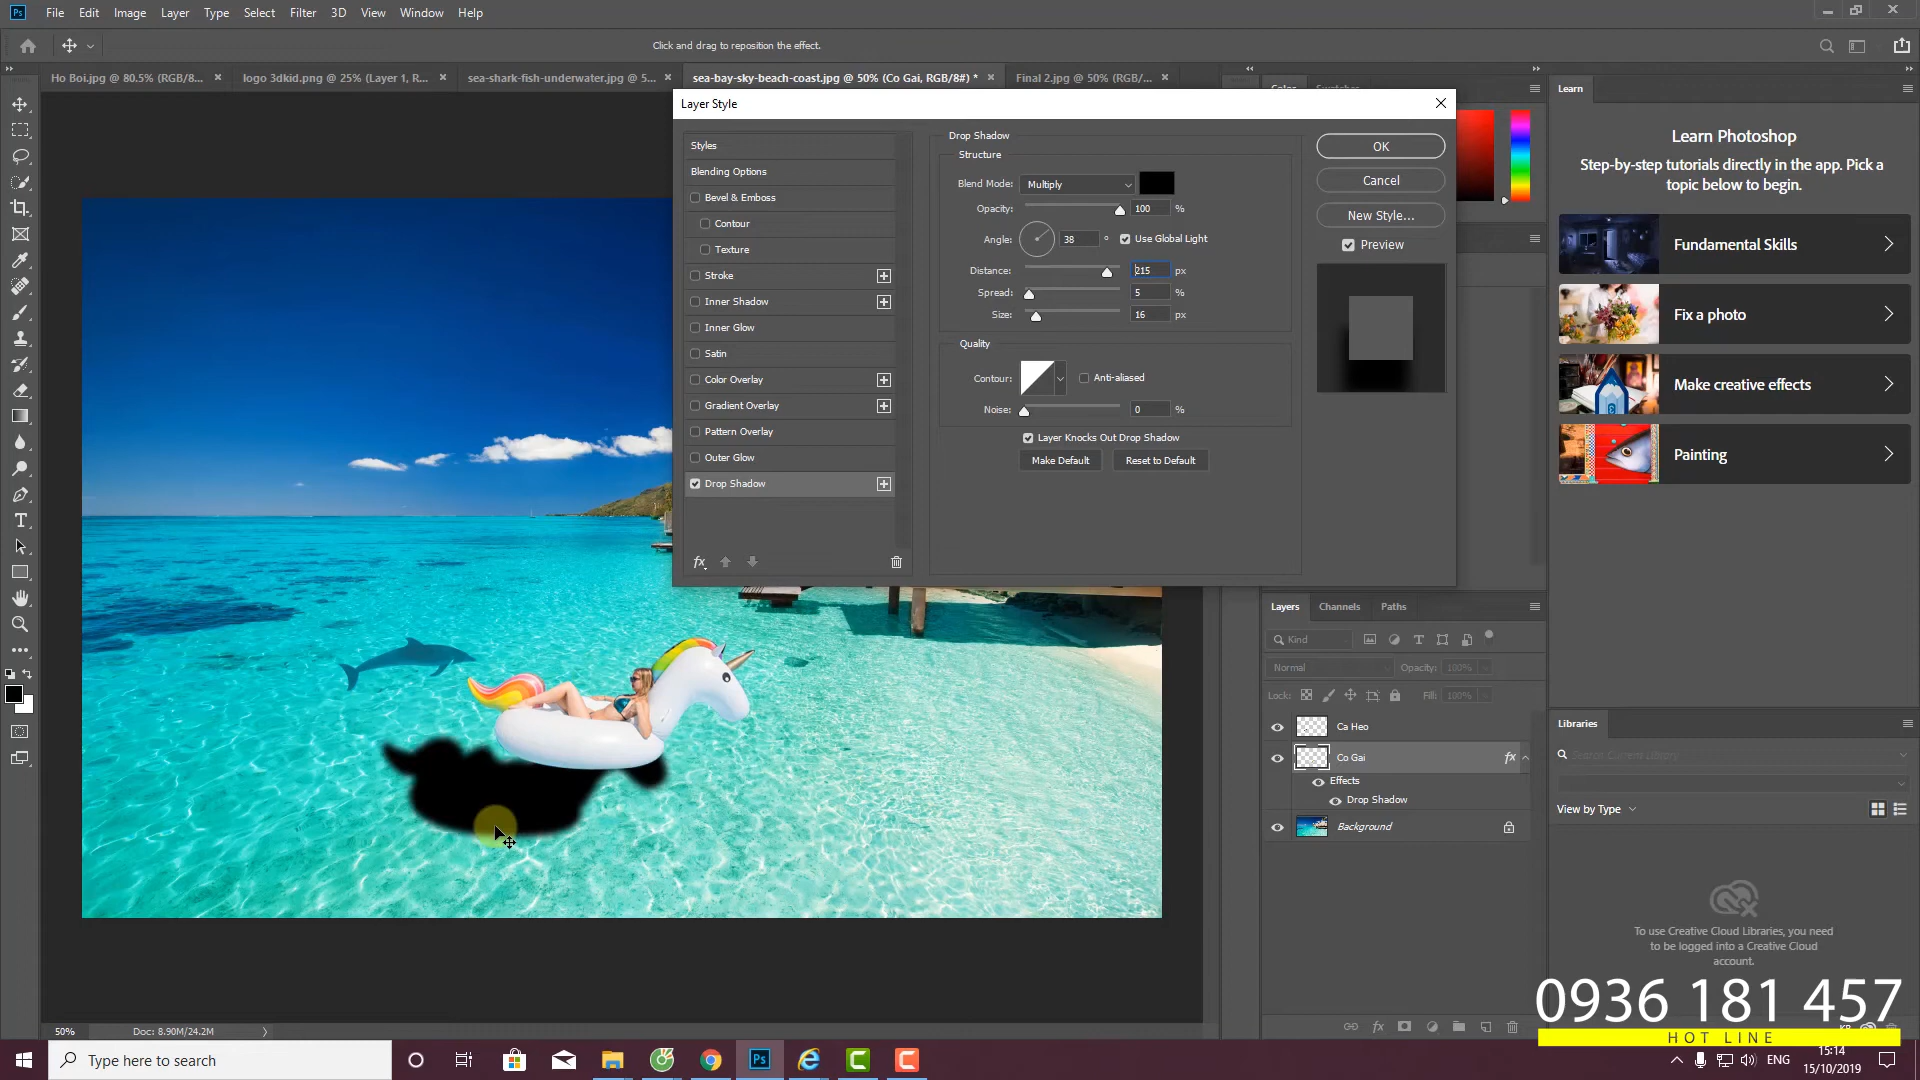 Ps File Edit Image Layer Type Select Filter 3D View Window Help
Click and drag to reposition the effect.
Ho Boi.jpg @ 80.5% (RGB/8... × logo 3dkid.png @ 25% (Layer 1, R... × sea-shark-fish-underwater.jpg @ 5... × sea-bay-sky-beach-coast.jpg @ 50% (Co Gai, RGB/8#) * × Final 2.jpg @ 50% (RGB/... ×
Layer Style
Styles
Blending Options
Bevel & Emboss
Contour
Texture
Stroke
Inner Shadow
Inner Glow
Satin
Color Overlay
Gradient Overlay
Pattern Overlay
Outer Glow
Drop Shadow
fx
Drop Shadow
Structure
Blend Mode: Multiply
Opacity: 100 %
Angle: 38 ° Use Global Light
Distance: 215 px
Spread: 5 %
Size: 16 px
Quality
Contour: Anti-aliased
Noise: 0 %
Layer Knocks Out Drop Shadow
Make Default Reset to Default
OK
Cancel
New Style...
Preview
Learn
Learn Photoshop
Step-by-step tutorials directly in the app. Pick a
topic below to begin.
Fundamental Skills
Fix a photo
Make creative effects
Painting
Layers Channels Paths
Kind
Normal Opacity: 100%
Lock: Fill: 100%
Ca Heo
Co Gai fx
Effects
Drop Shadow
Background
Libraries
Search Current Library
View by Type
To use Creative Cloud Libraries, you need
to be logged into a Creative Cloud
account.
0936 181 457
HOT LINE
50% Doc: 8.90M/24.2M
Type here to search
Ps
ENG
15:14
15/10/2019